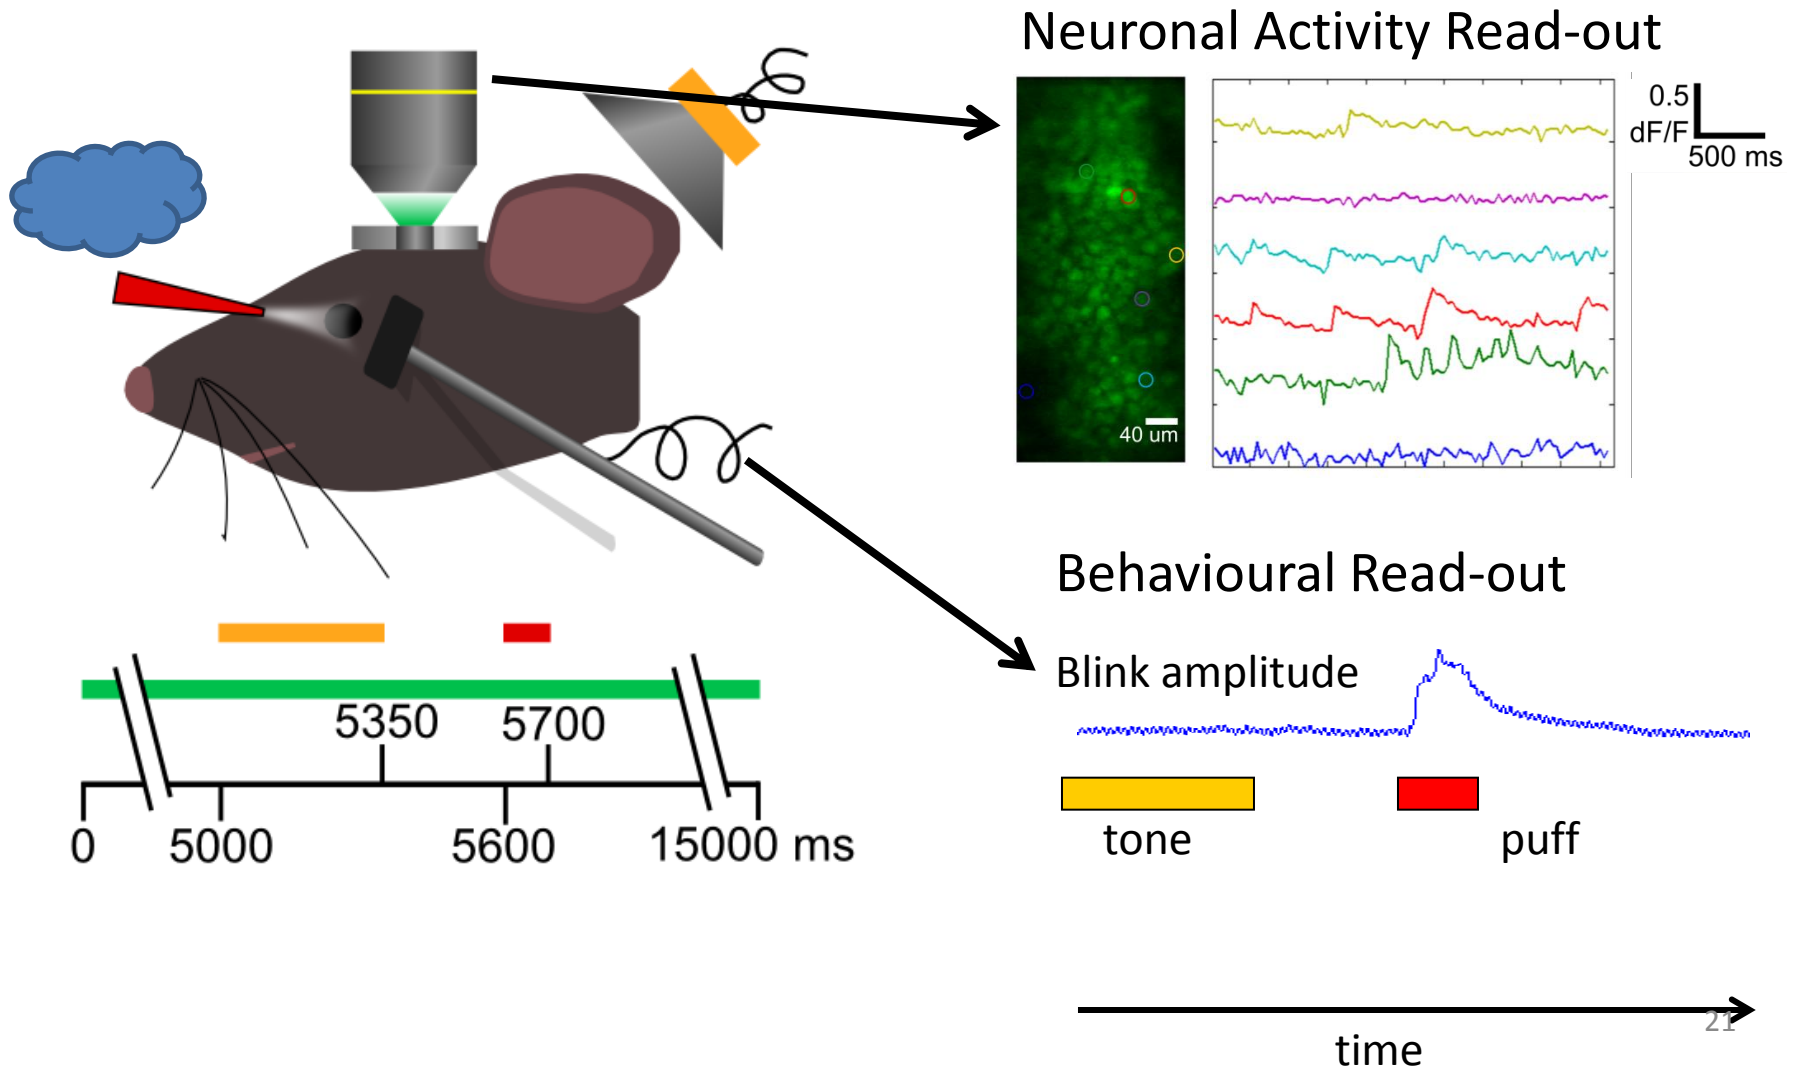 Neuronal Activity Read-out
0.5
dF/F
500 ms
40 um
Behavioural Read-out
Blink amplitude
5350 5700
0 5000 5600 15000 ms
tone puff
21
time